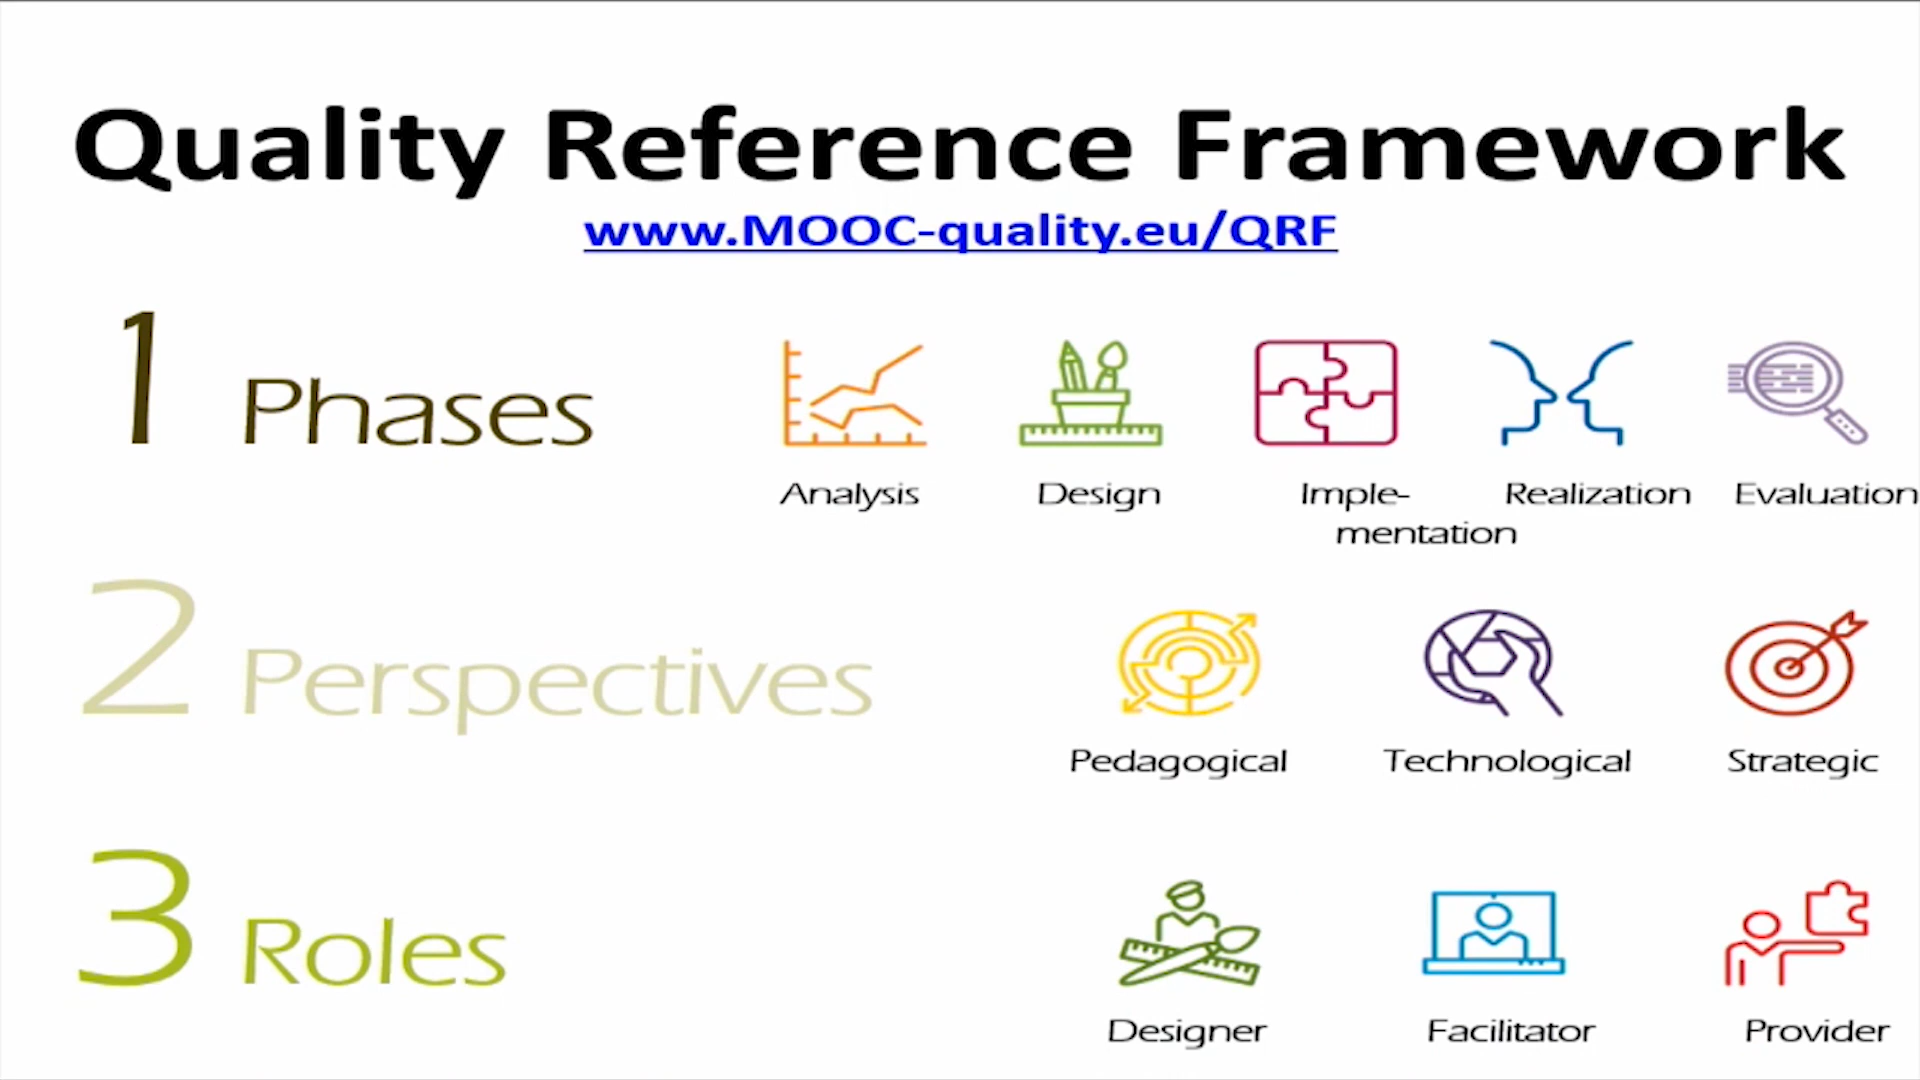 Quality Reference Framework
www.MOOC-quality.eu/QRF
1 Phases
Analysis
Design
Imple-
mentation
Realization
Evaluation
2 Perspectives
Pedagogical
Technological
Strategic
3 Roles
Designer
Facilitator
Provider